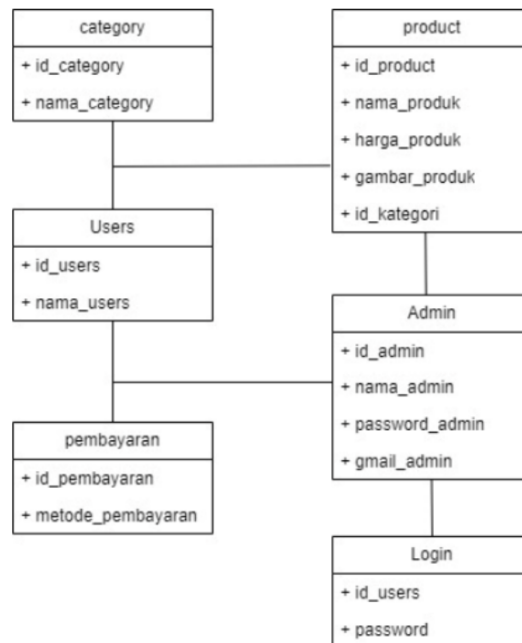 category
+ id_category
+ nama_category
product
+ id_product
+ nama_produk
+ harga_produk
+ gambar_produk
+ id_kategori
Users
+ id_users
+ nama_users
Admin
+ id_admin
+ nama_admin
+ password_admin
+ gmail_admin
pembayaran
+ id_pembayaran
+ metode_pembayaran
Login
+ id_users
+ password